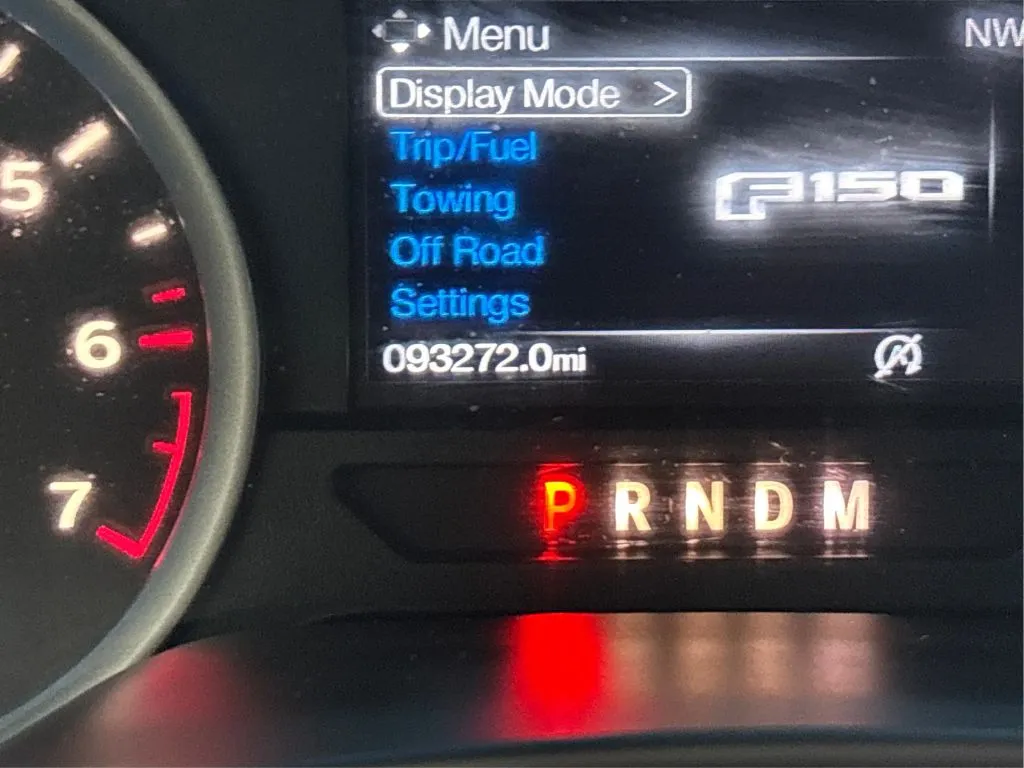 Menu
NW
Display Mode >
Trip/Fuel
F150
Towing
Off Road
Settings
093272.0mi
5
6
7
P R N D M